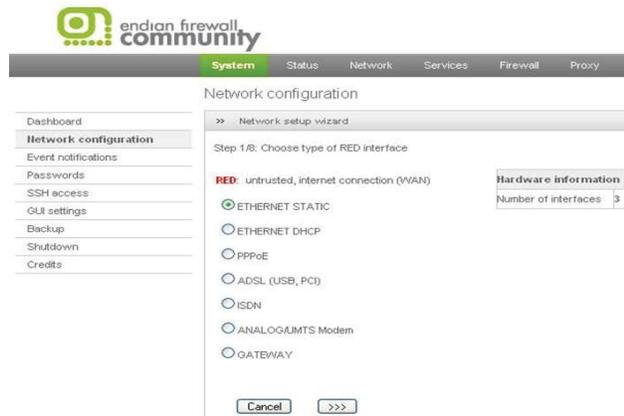 endian firewall
community
System Status Network Services Firewall Proxy
Network configuration
Dashboard
Network configuration
Event notifications
Passwords
SSH access
GUI settings
Backup
Shutdown
Credits
>> Network setup wizard
Step 1/8: Choose type of RED interface
RED: untrusted, internet connection (WAN)
ETHERNET STATIC
ETHERNET DHCP
PPPoE
ADSL (USB, PCI)
ISDN
ANALOG/UMTS Modem
GATEWAY
Hardware information
Number of interfaces 3
Cancel >>>